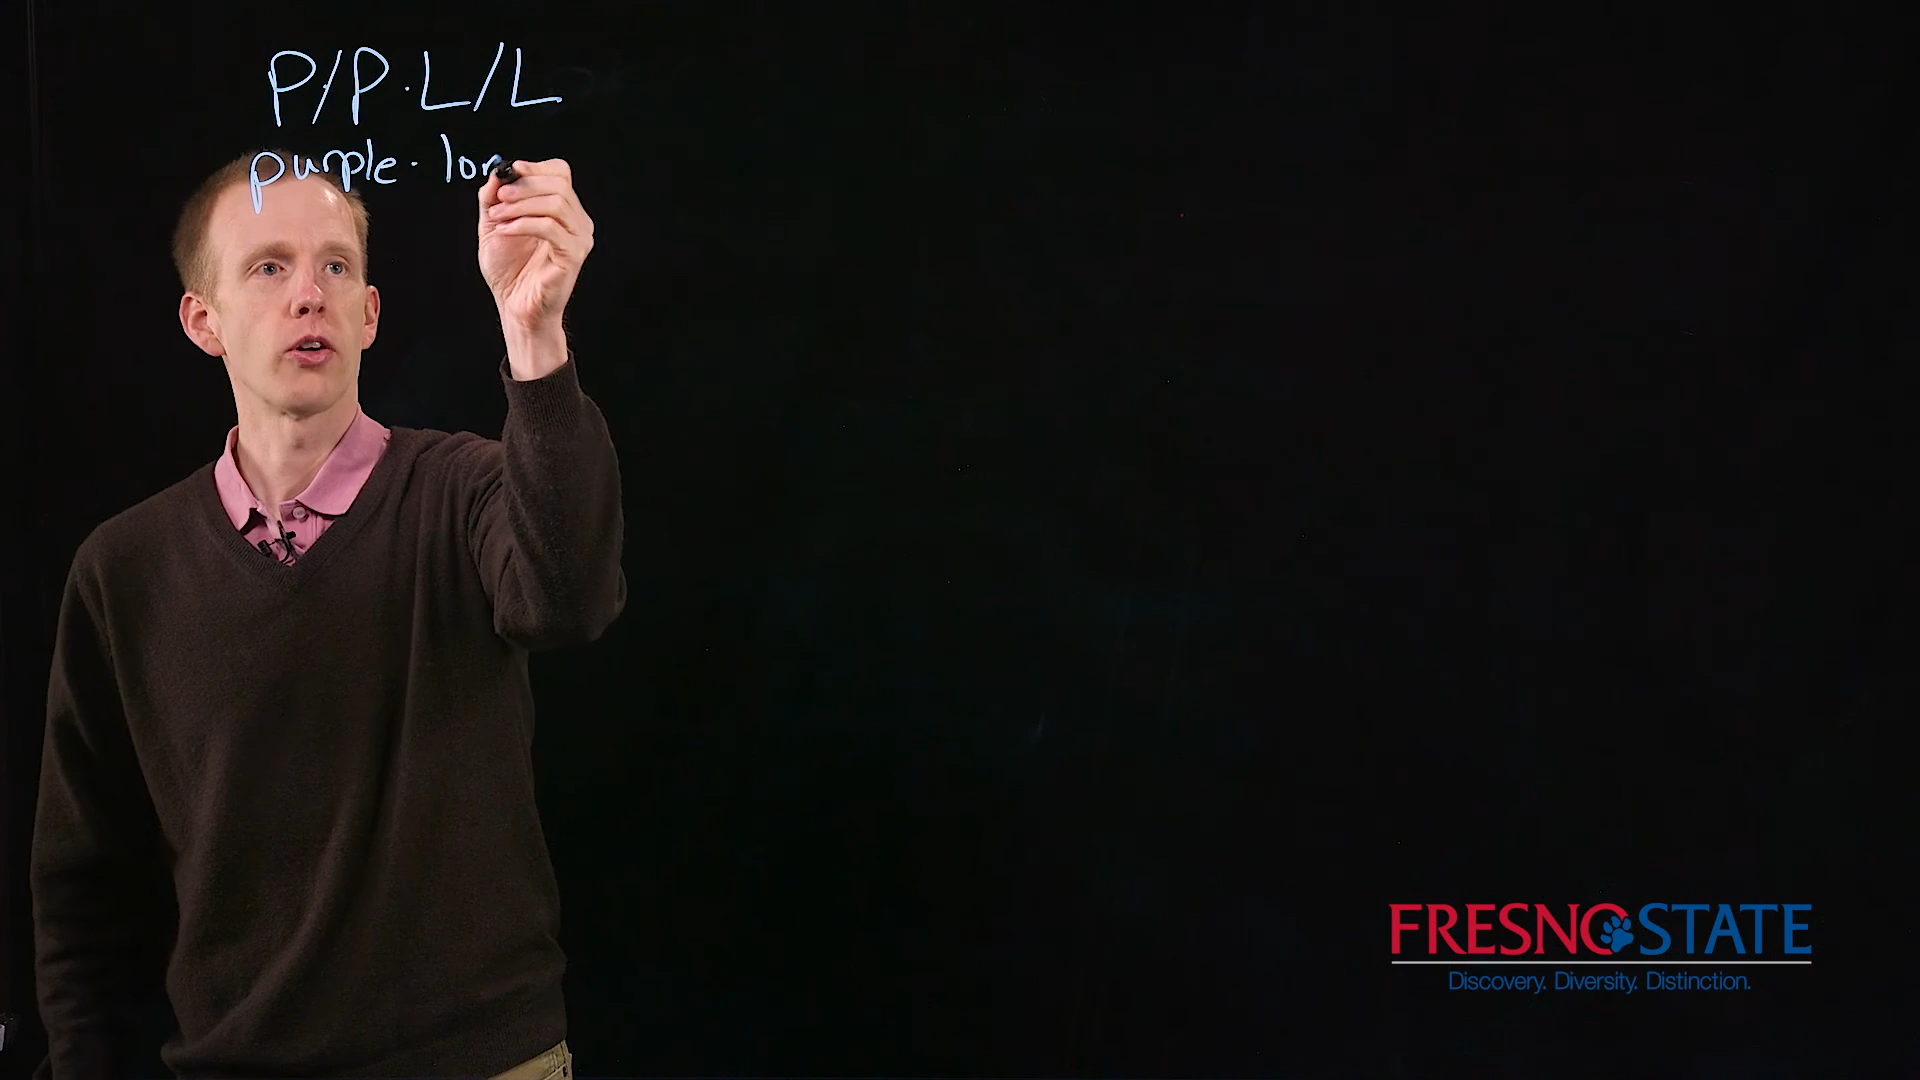 P/P·L/L
purple· lon
FRESNO STATE
Discovery. Diversity. Distinction.